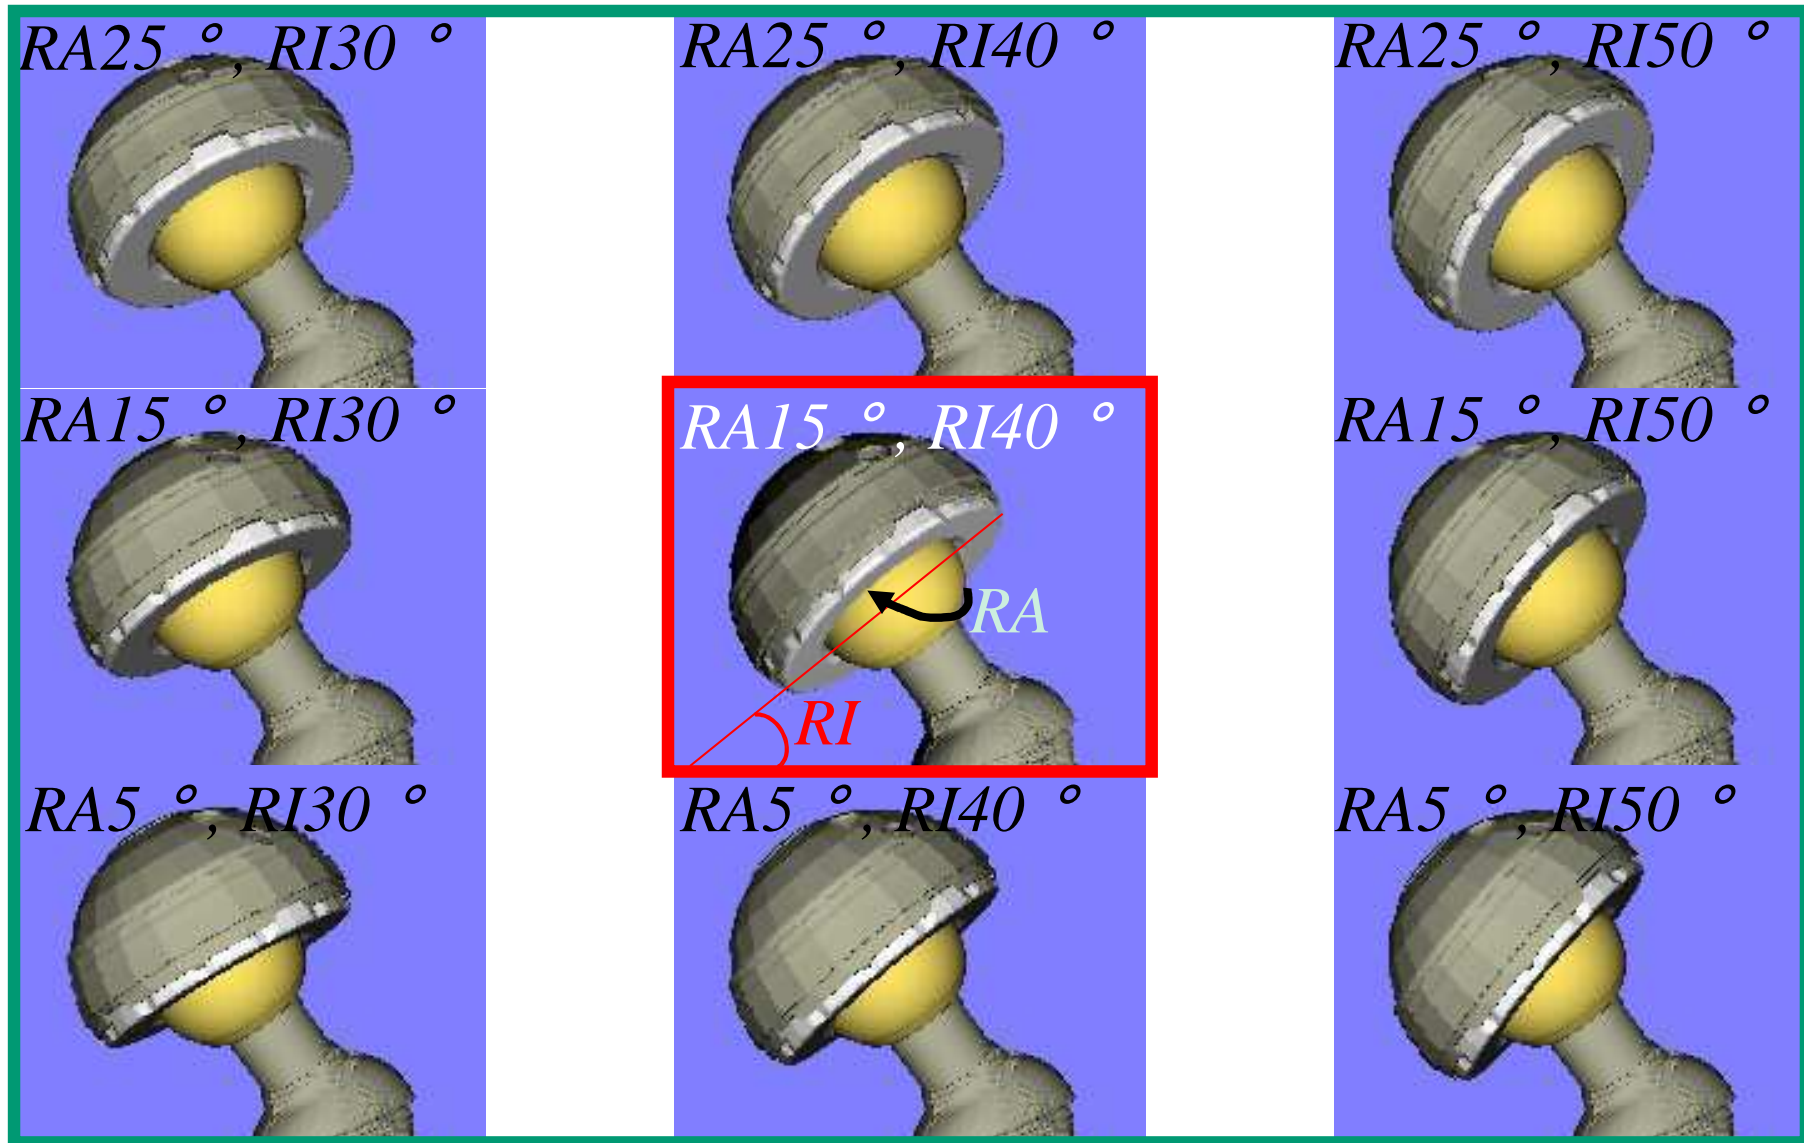 RA25 °, RI30 °
RA25 °, RI40 °
RA25 °, RI50 °
RA15 °, RI30 °
RA15 °, RI40 °
RA15 °, RI50 °
RA
RI
RA5 °, RI30 °
RA5 °, RI40 °
RA5 °, RI50 °